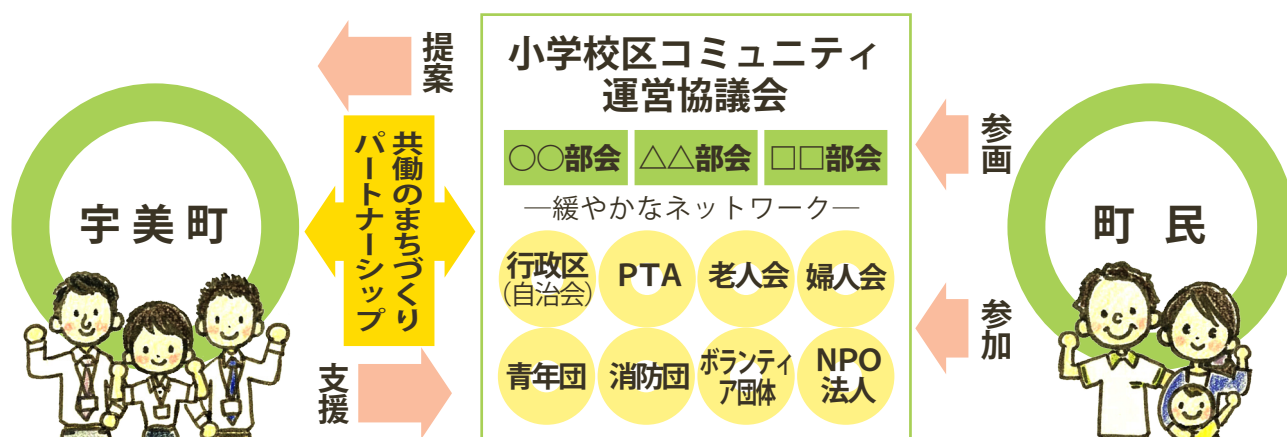 宇美町
提案
共働のまちづくり
パートナーシップ
支援
小学校区コミュニティ
運営協議会
○○部会 △△部会 □□部会
―緩やかなネットワーク―
行政区
(自治会)
PTA
老人会
婦人会
青年団
消防団
ボランティ
ア団体
NPO
法人
参画
参加
町民